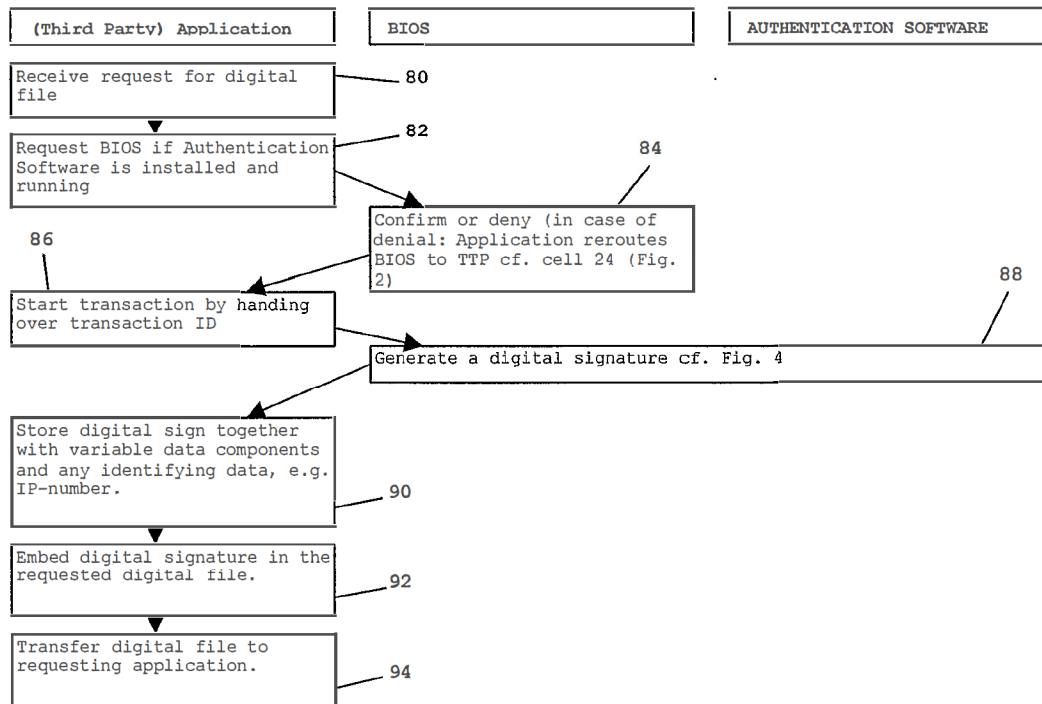 (Third Party) Application
BIOS
AUTHENTICATION SOFTWARE
Receive request for digital
file
80
Request BIOS if Authentication
Software is installed and
running
82
84
Confirm or deny (in case of
denial: Application reroutes
BIOS to TTP cf. cell 24 (Fig.
2)
86
Start transaction by handing
over transaction ID
88
Generate a digital signature cf. Fig. 4
Store digital sign together
with variable data components
and any identifying data, e.g.
IP-number.
90
Embed digital signature in the
requested digital file.
92
Transfer digital file to
requesting application.
94